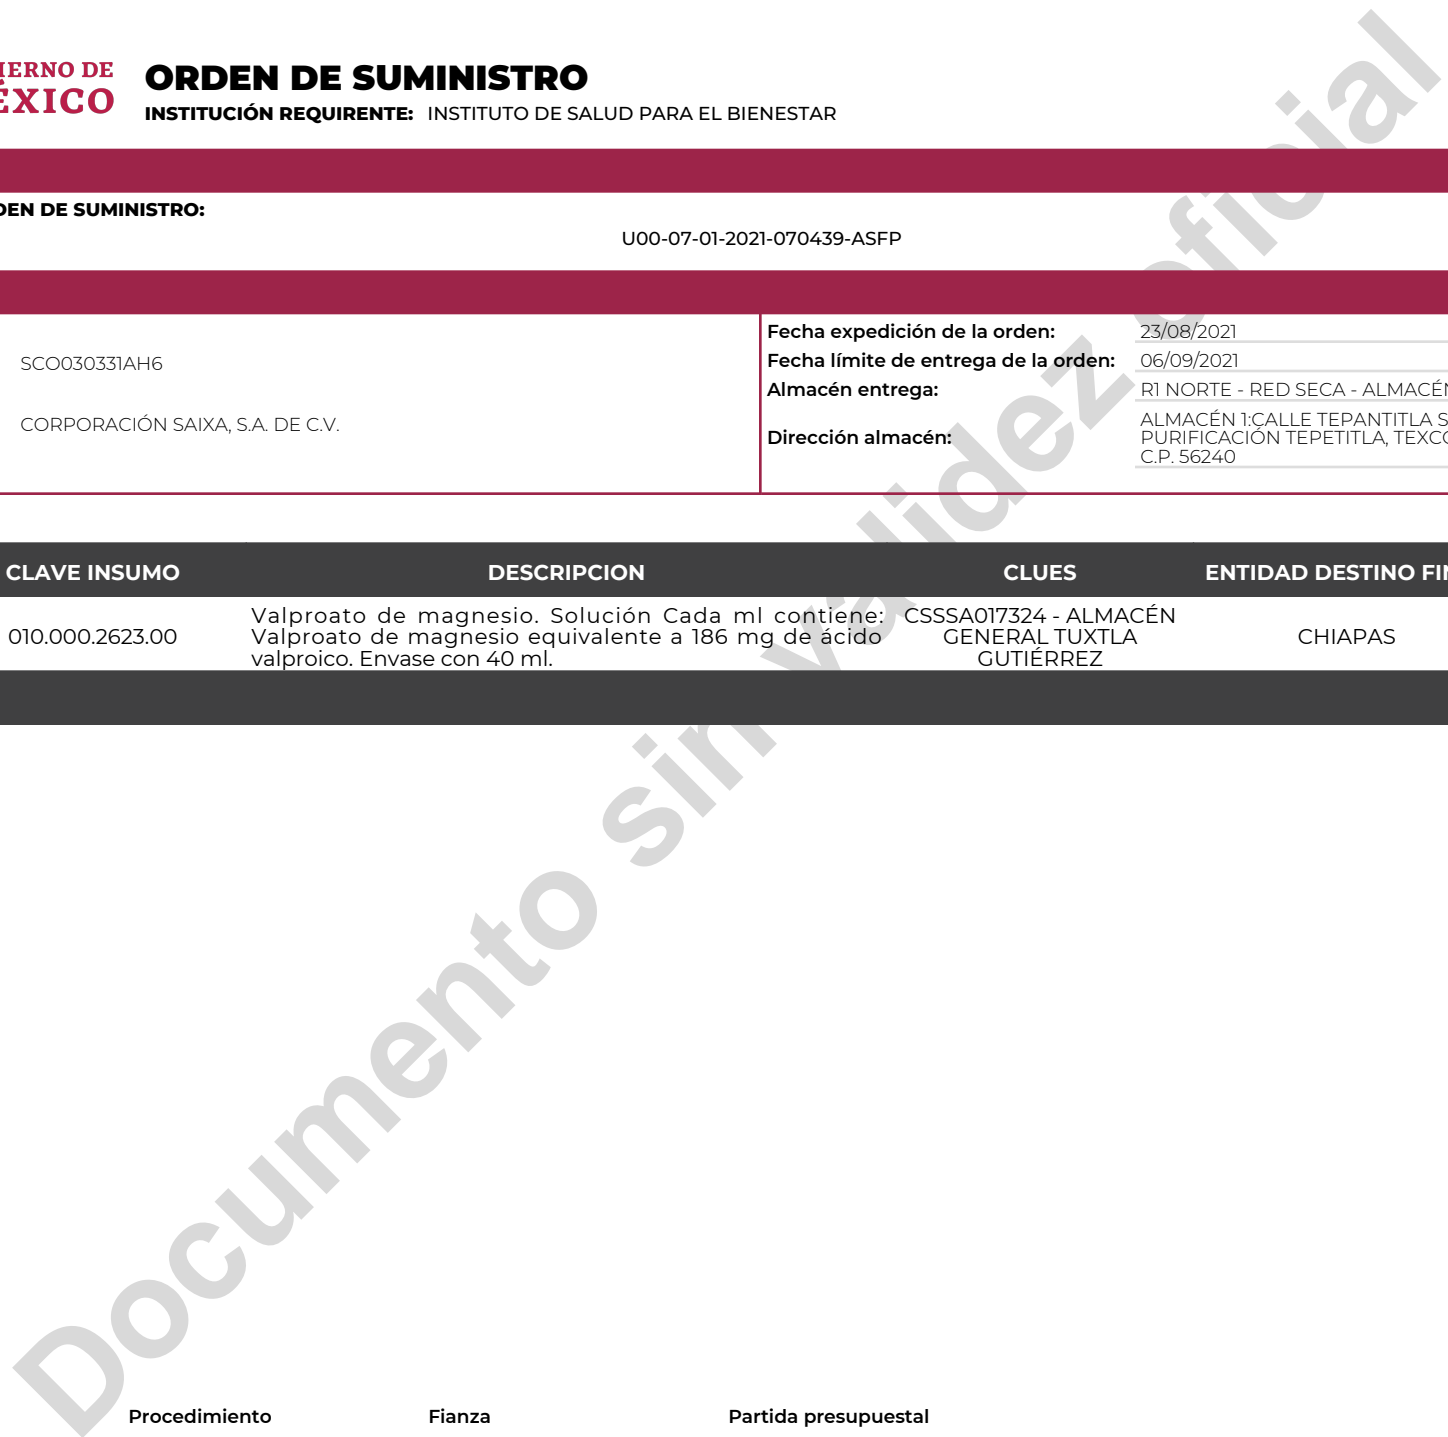 IERNO DE
ÉXICO
ORDEN DE SUMINISTRO
INSTITUCIÓN REQUIRENTE: INSTITUTO DE SALUD PARA EL BIENESTAR
DEN DE SUMINISTRO:
U00-07-01-2021-070439-ASFP
SCO030331AH6
CORPORACIÓN SAIXA, S.A. DE C.V.
Fecha expedición de la orden: 23/08/2021
Fecha límite de entrega de la orden: 06/09/2021
Almacén entrega: R1 NORTE - RED SECA - ALMACÉN
Dirección almacén: ALMACÉN 1:CALLE TEPANTITLA S
PURIFICACIÓN TEPETITLA, TEXCO
C.P. 56240
CLAVE INSUMO DESCRIPCION CLUES ENTIDAD DESTINO FIN
010.000.2623.00
Valproato de magnesio. Solución Cada ml contiene:
Valproato de magnesio equivalente a 186 mg de ácido
valproico. Envase con 40 ml.
CSSSA017324 - ALMACÉN
GENERAL TUXTLA
GUTIÉRREZ
CHIAPAS
Documento sin validez oficial
Procedimiento Fianza Partida presupuestal